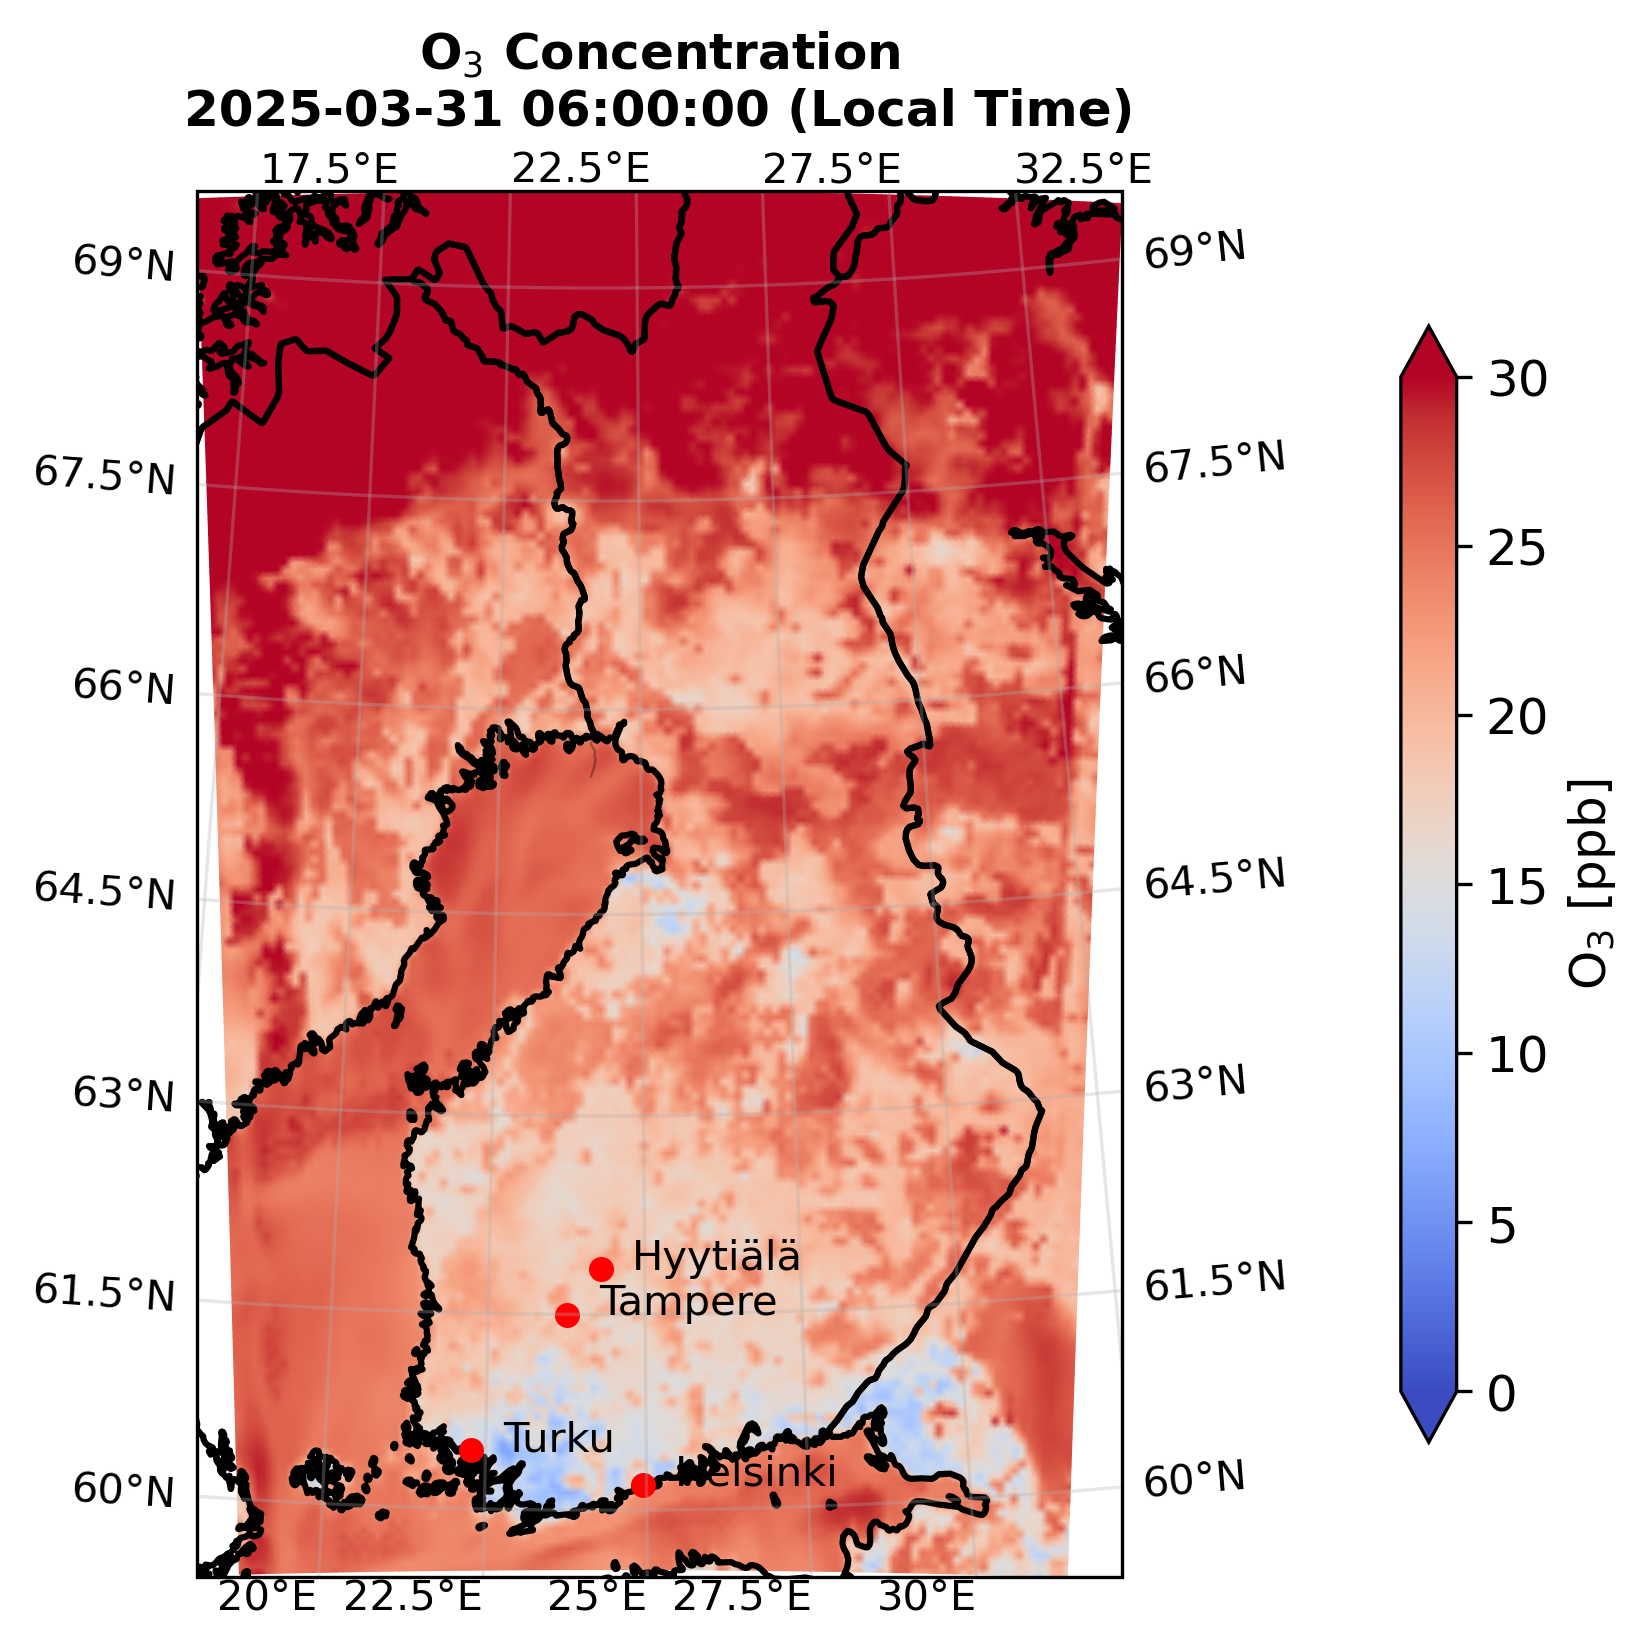 O₃ Concentration
2025-03-31 06:00:00 (Local Time)
17.5°E 22.5°E 27.5°E 32.5°E
69°N 69°N
67.5°N 67.5°N
66°N 66°N
64.5°N 64.5°N
63°N 63°N
61.5°N 61.5°N
60°N 60°N
Hyytiälä
Tampere
Turku
Helsinki
20°E 22.5°E 25°E 27.5°E 30°E
30
25
20
15
10
5
0
O₃ [ppb]